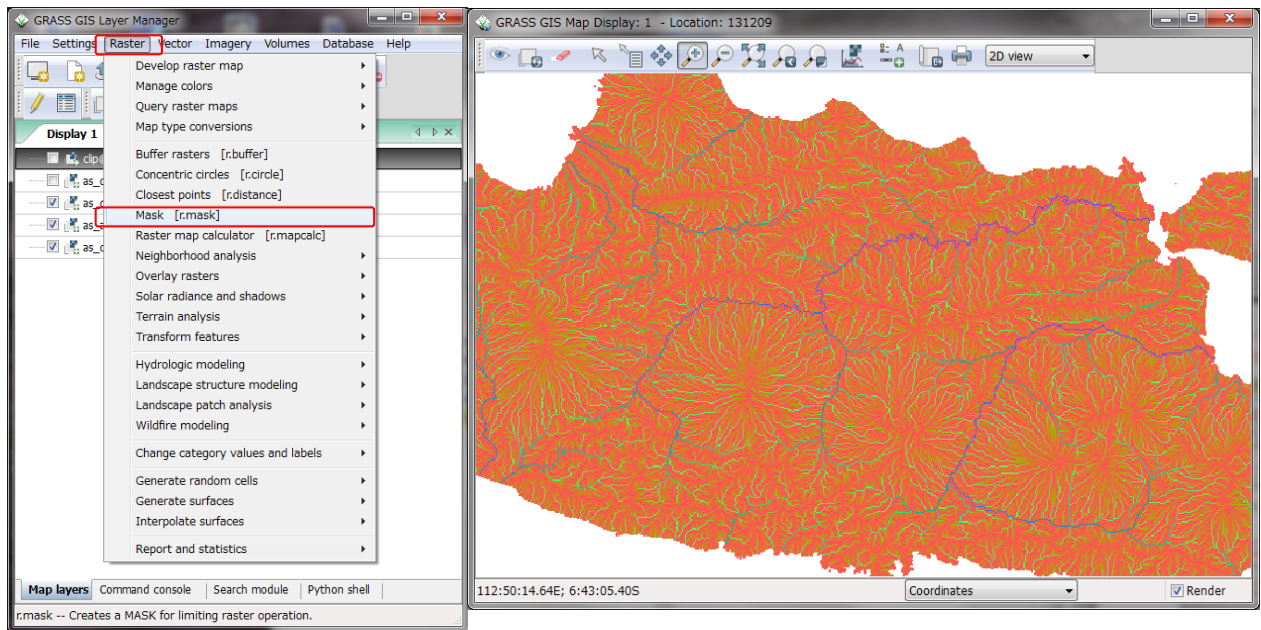 GRASS GIS Layer Manager
File Settings Raster Vector Imagery Volumes Database Help
Develop raster map
Manage colors
Query raster maps
Map type conversions
Display 1
Buffer rasters [r.buffer]
clip@
Concentric circles [r.circle]
Closest points [r.distance]
Mask [r.mask]
Raster map calculator [r.mapcalc]
Neighborhood analysis
Overlay rasters
Solar radiance and shadows
Terrain analysis
Transform features
Hydrologic modeling
Landscape structure modeling
Landscape patch analysis
Wildfire modeling
Change category values and labels
Generate random cells
Generate surfaces
Interpolate surfaces
Report and statistics
Map layers Command console Search module Python shell
r.mask -- Creates a MASK for limiting raster operation.
GRASS GIS Map Display: 1 - Location: 131209
2D view
112:50:14.64E; 6:43:05.40S Coordinates Render